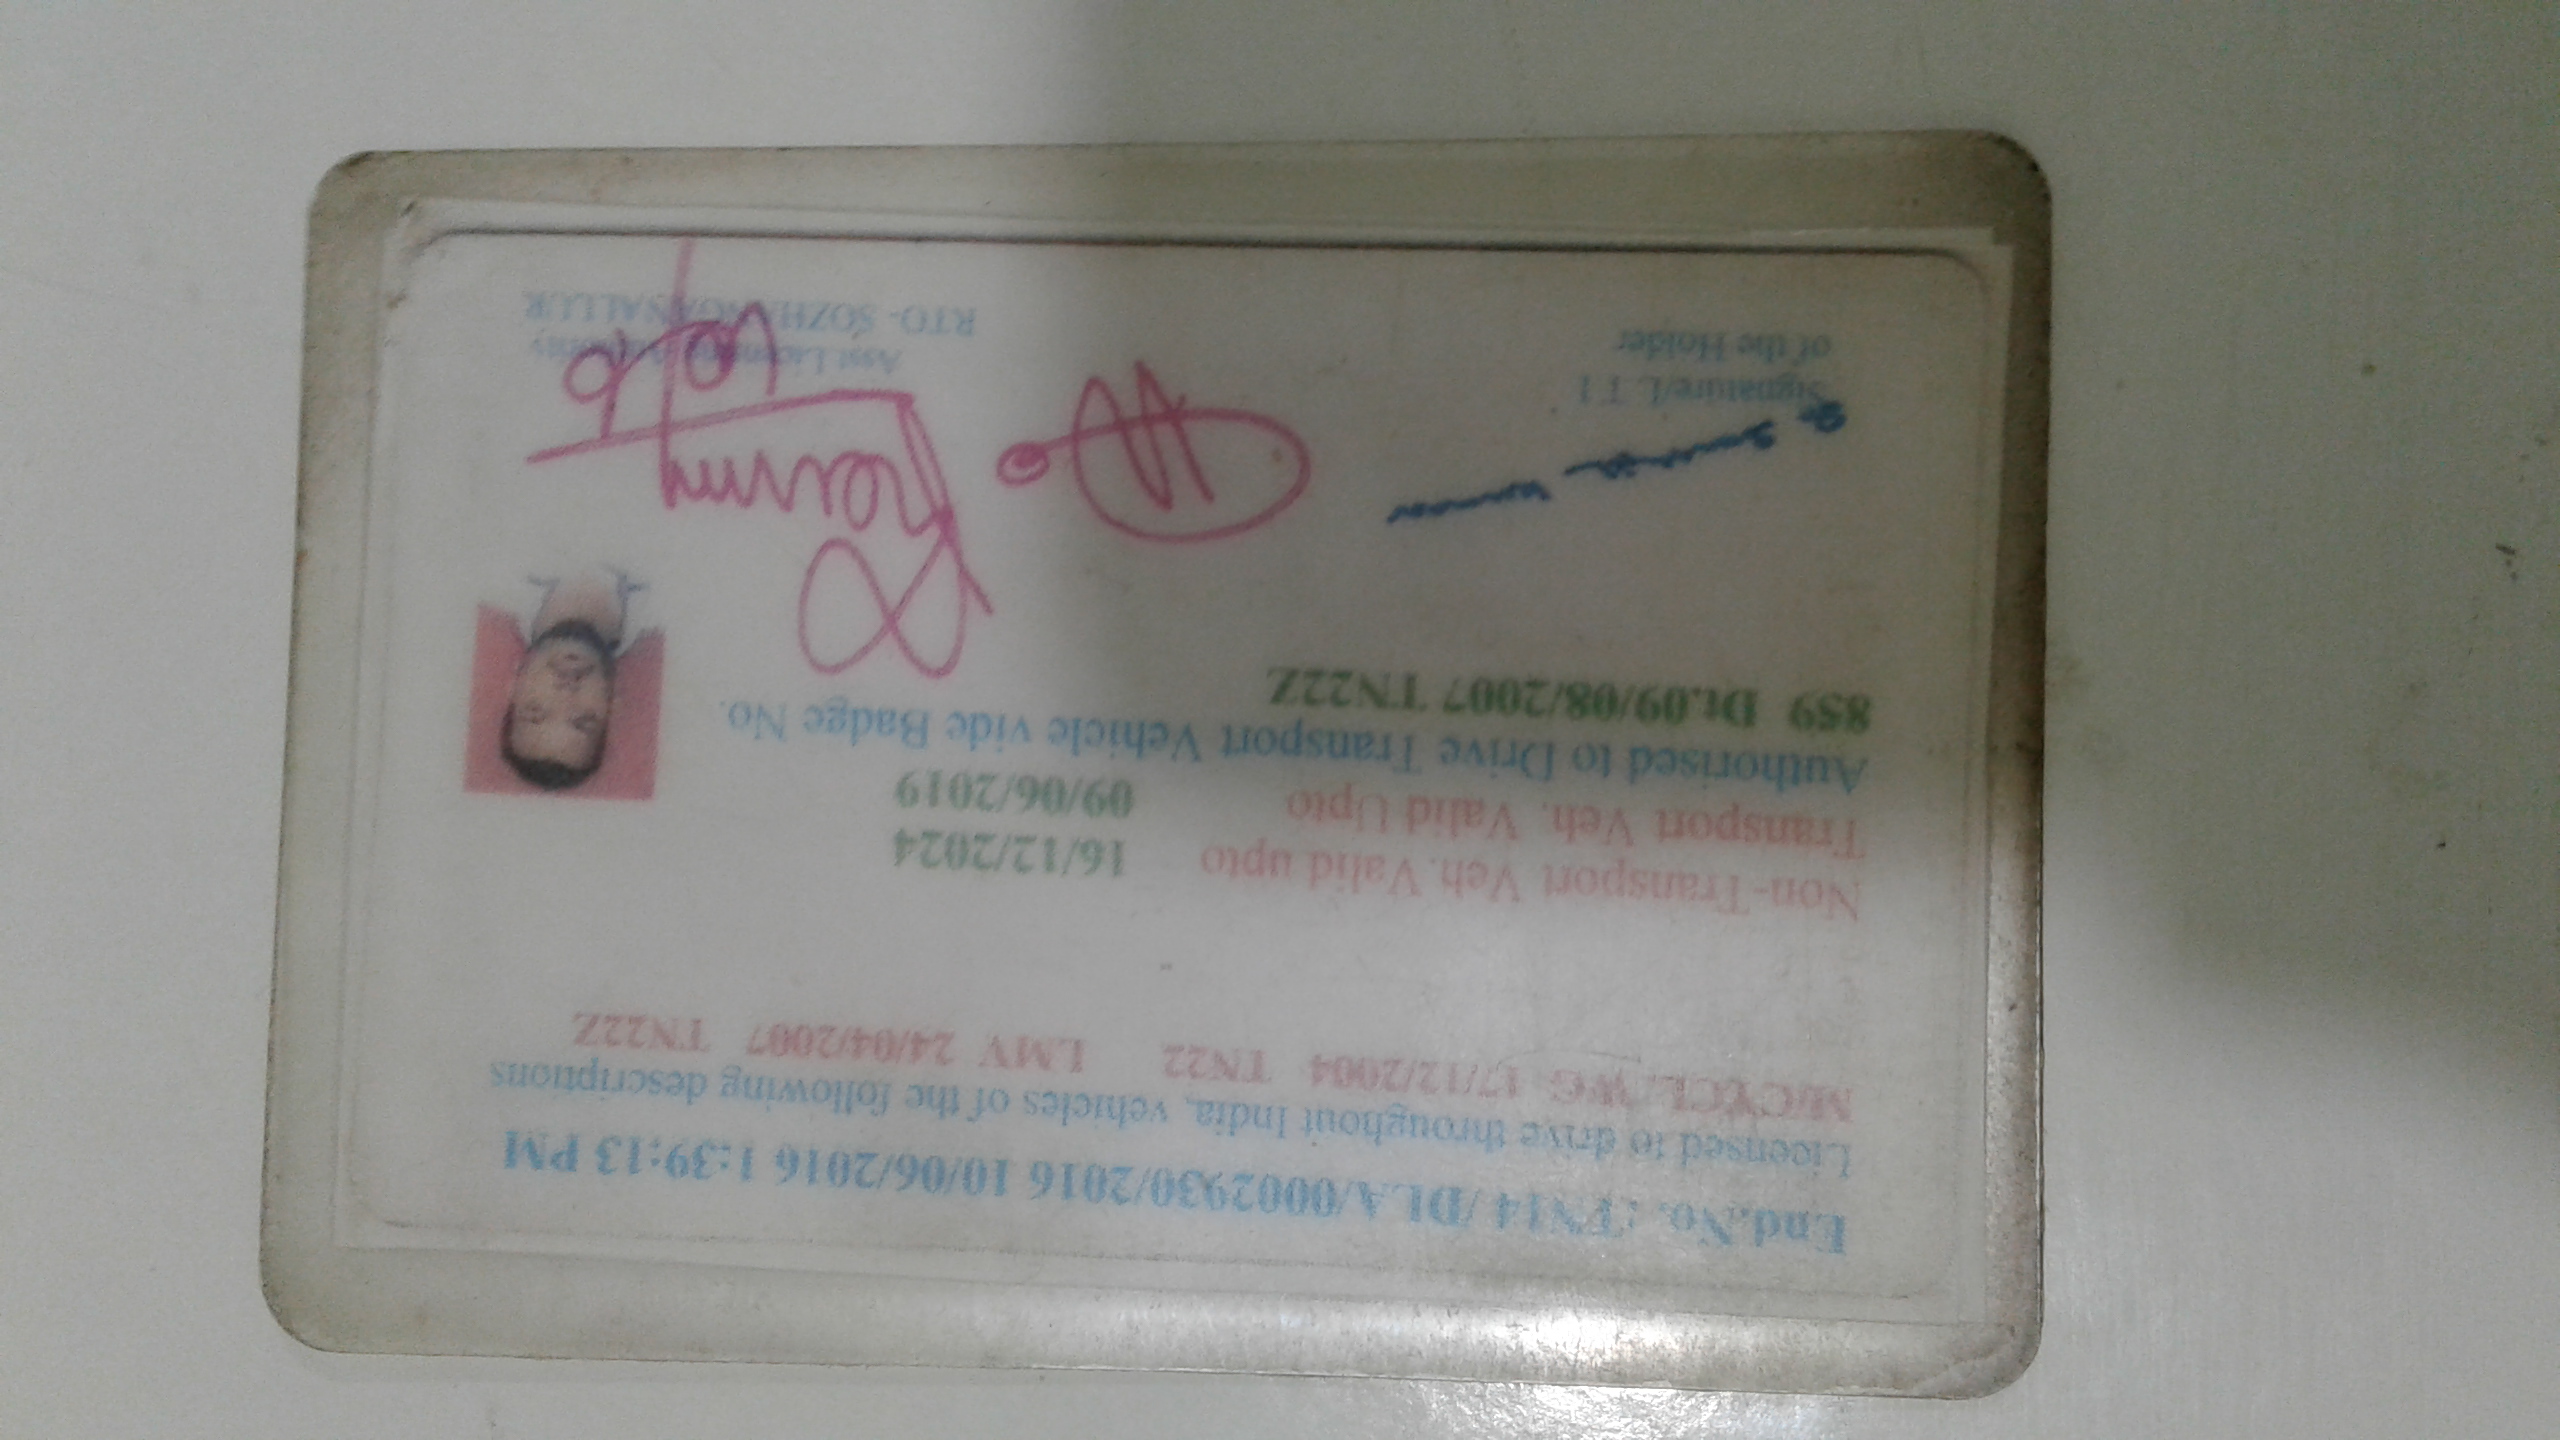 End.No. : TN14 /DLA/0002930/2016 10/06/2016 1:39:13 PM
Licensed to drive throughout India, vehicles of the following descriptions
M/CYCL/WG 17/12/2004 TN22 LMV 24/04/2007 TN22Z
Non-Transport Veh.Valid upto 16/12/2024
Transport Veh. Valid Upto 09/06/2019
Authorised to Drive Transport Vehicle vide Badge No.
859 Dt.09/08/2007 TN22Z
Signature/L T I
of the Holder
Asst Licensing Authority
RTO- SOZHINGANALLUR